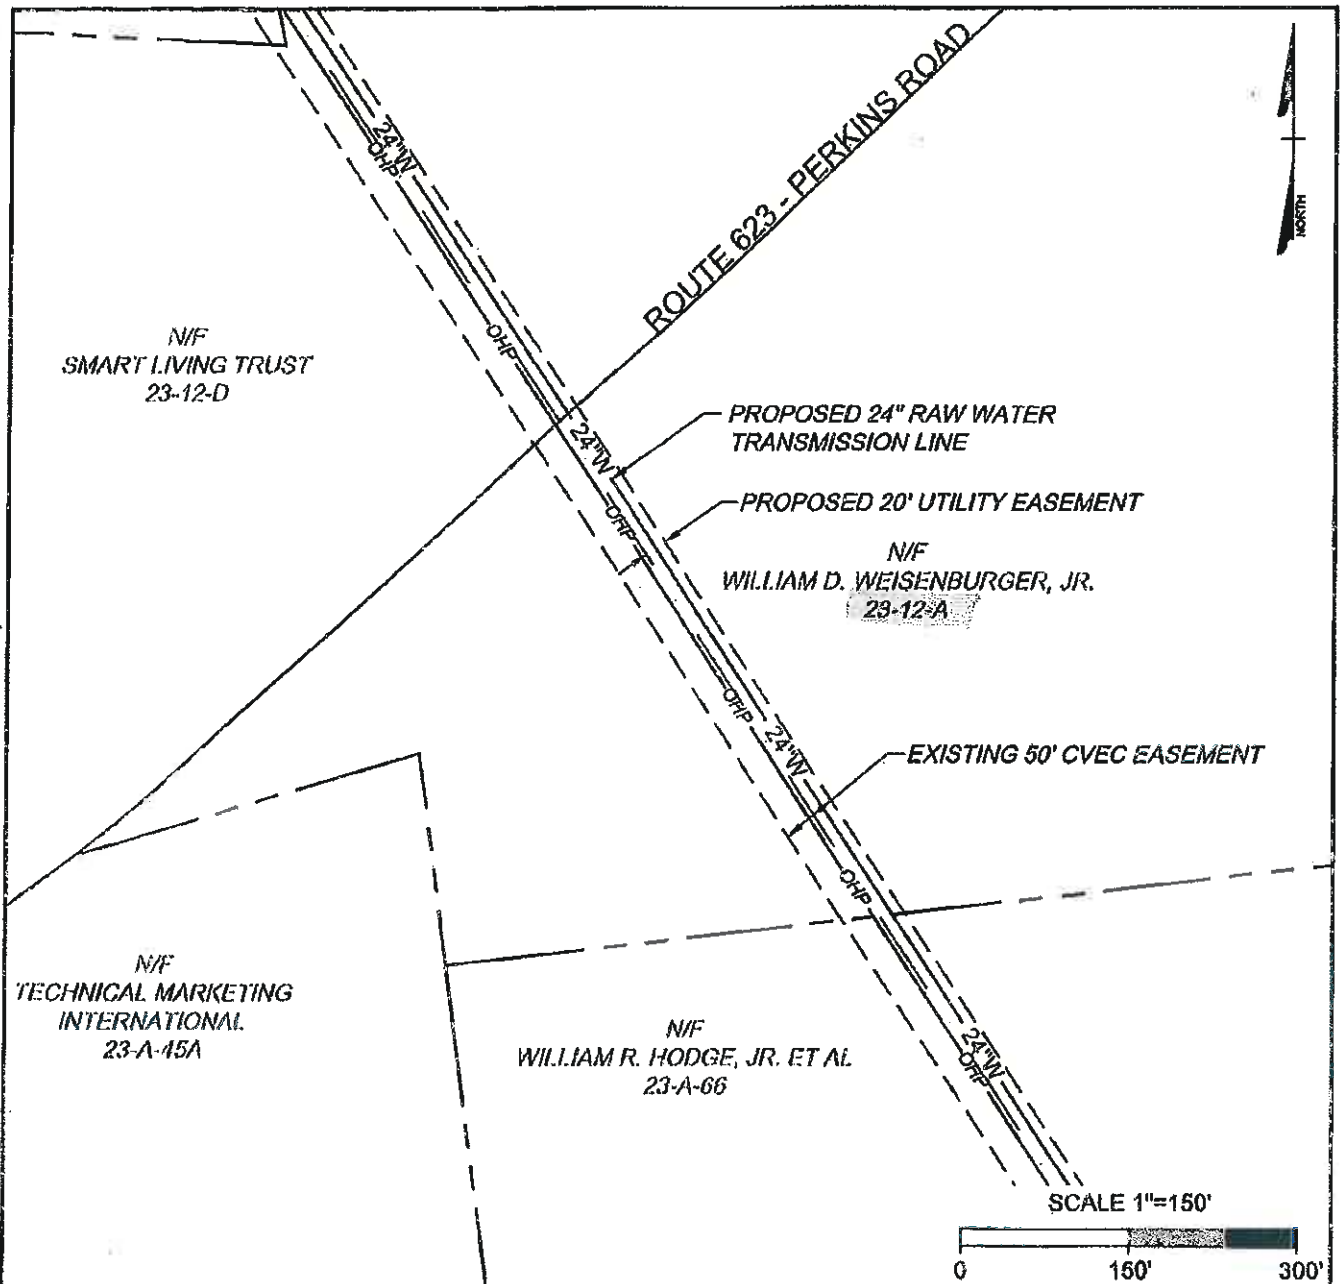 24"W
OHP
ROUTE 623 - PERKINS ROAD
NORTH
N/F
SMART LIVING TRUST
23-12-D
OHP
PROPOSED 24" RAW WATER
TRANSMISSION LINE
24"W
PROPOSED 20' UTILITY EASEMENT
OHP
N/F
WILLIAM D. WEISENBURGER, JR.
23-12-A
OHP
24"W
EXISTING 50' CVEC EASEMENT
OHP
N/F
TECHNICAL MARKETING
INTERNATIONAL
23-A-45A
N/F
WILLIAM R. HODGE, JR. ET AL
23-A-66
24"W
OHP
SCALE 1"=150'
0 150' 300'